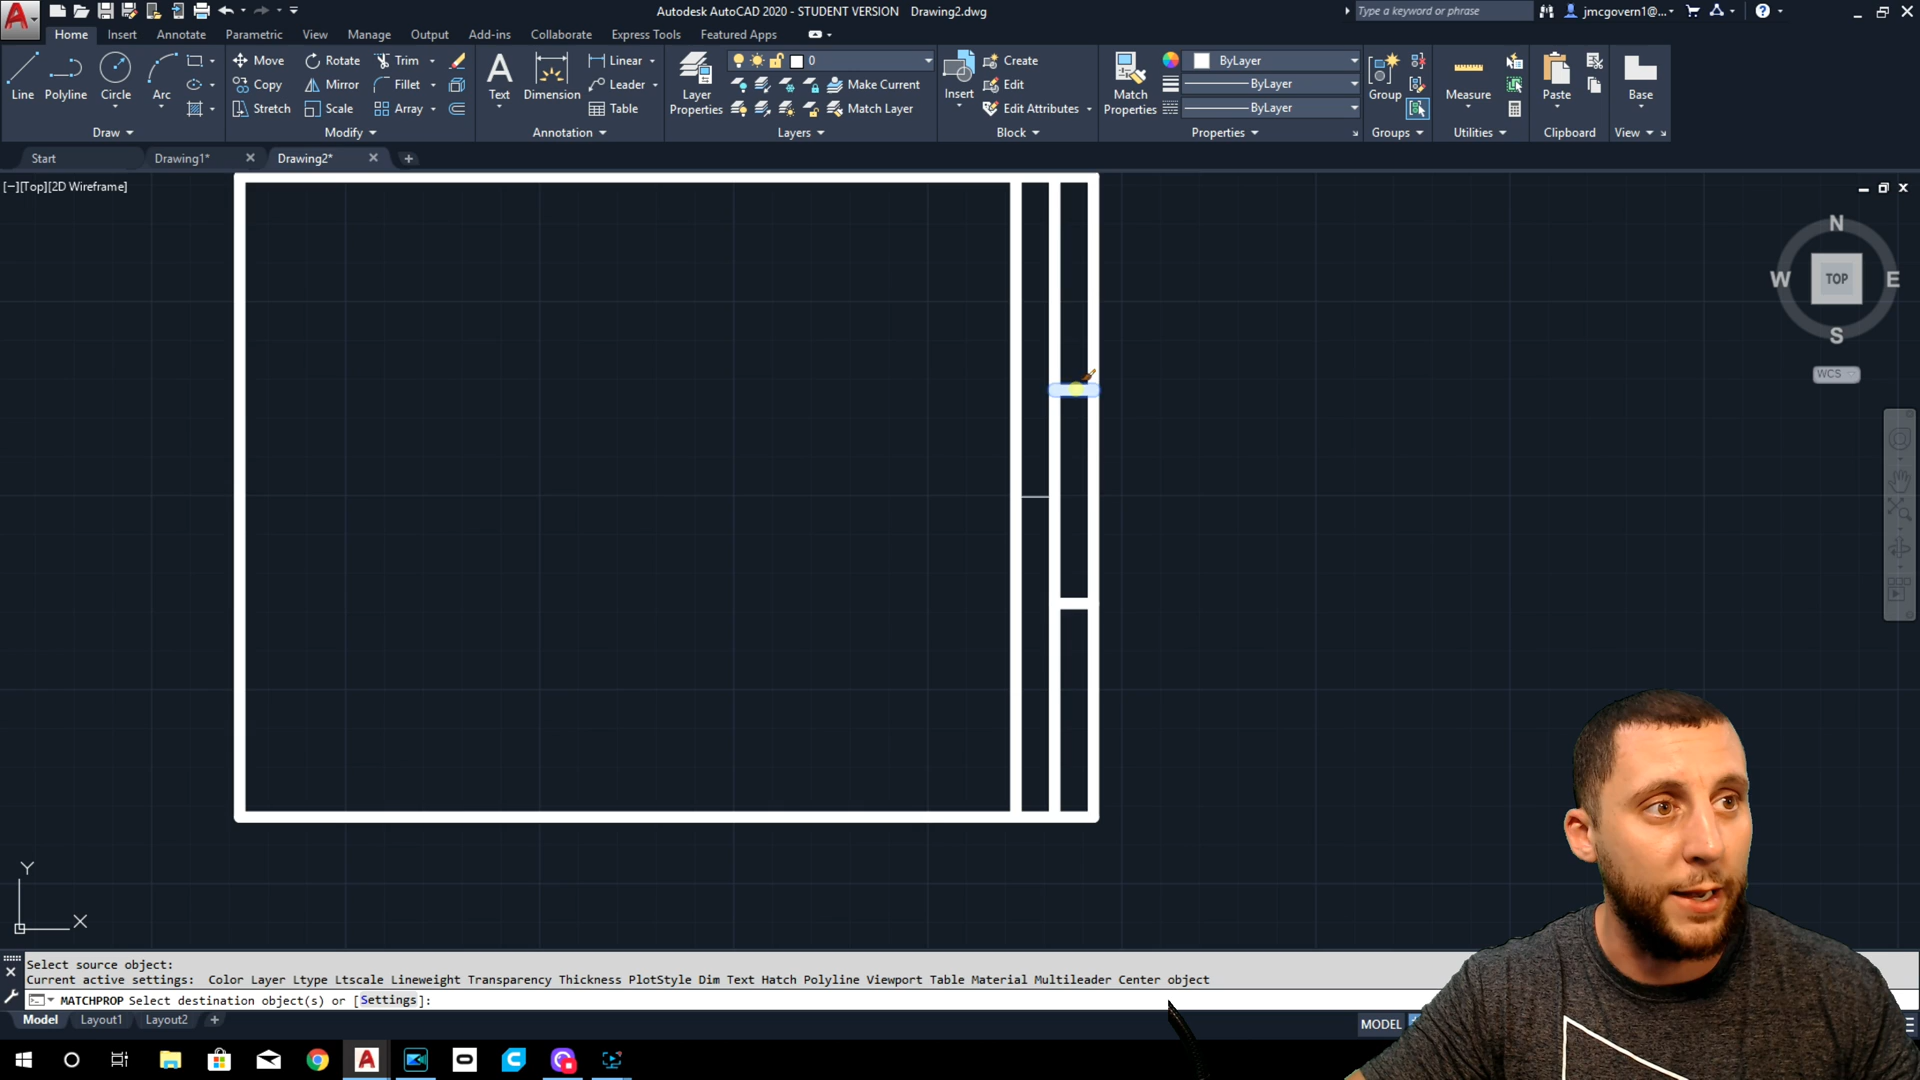 Autodesk AutoCAD 2020 - STUDENT VERSION Drawing2.dwg
Type a keyword or phrase
jmcgovern1@...
Home Insert Annotate Parametric View Manage Output Add-ins Collaborate Express Tools Featured Apps
Line Polyline Circle Arc
Draw
Move Rotate Trim
Copy Mirror Fillet
Stretch Scale Array
Modify
Text Dimension
Linear
Leader
Table
Annotation
Layer Properties
0
Make Current
Match Layer
Layers
Insert
Create
Edit
Edit Attributes
Block
Match Properties
ByLayer
ByLayer
ByLayer
Properties
Group
Groups
Measure
Utilities
Paste
Clipboard
Base
View
Start Drawing1* Drawing2*
[−][Top][2D Wireframe]
N
W TOP E
S
WCS
Y
X
Select source object:
Current active settings: Color Layer Ltype Ltscale Lineweight Transparency Thickness PlotStyle Dim Text Hatch Polyline Viewport Table Material Multileader Center object
MATCHPROP Select destination object(s) or [Settings]:
Model Layout1 Layout2
MODEL